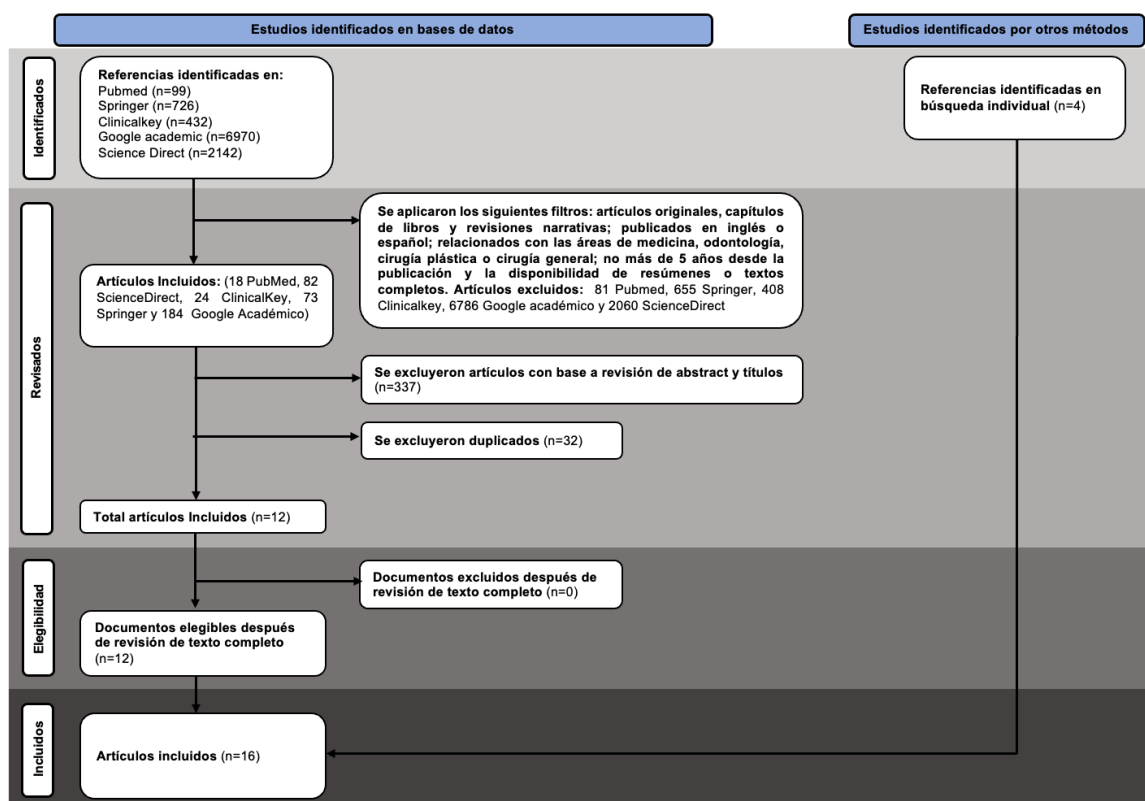 Estudios identificados en bases de datos
Estudios identificados por otros métodos
Identificados
Referencias identificadas en:
Pubmed (n=99)
Springer (n=726)
Clinicalkey (n=432)
Google academic (n=6970)
Science Direct (n=2142)
Referencias identificadas en
búsqueda individual (n=4)
Revisados
Se aplicaron los siguientes filtros: artículos originales, capítulos
de libros y revisiones narrativas; publicados en inglés o
español; relacionados con las áreas de medicina, odontología,
cirugía plástica o cirugía general; no más de 5 años desde la
publicación y la disponibilidad de resúmenes o textos
completos. Artículos excluidos: 81 Pubmed, 655 Springer, 408
Clinicalkey, 6786 Google académico y 2060 ScienceDirect
Artículos Incluidos: (18 PubMed, 82
ScienceDirect, 24 ClinicalKey, 73
Springer y 184 Google Académico)
Se excluyeron artículos con base a revisión de abstract y títulos
(n=337)
Se excluyeron duplicados (n=32)
Total artículos Incluidos (n=12)
Elegibilidad
Documentos excluidos después de
revisión de texto completo (n=0)
Documentos elegibles después
de revisión de texto completo
(n=12)
Incluidos
Artículos incluidos (n=16)